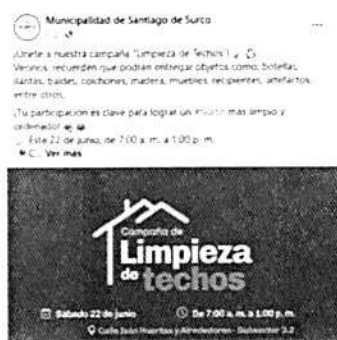 Municipalidad de Santiago de Surco
¡Únete a nuestra campaña "Limpieza de Techos"!
Vecinos, recuerden que podrán entregar objetos como: botellas,
llantas, baldes, colchones, madera, muebles, recipientes, artefactos
entre otros.
¡Tu participación es clave para lograr un más limpio y
ordenado!
Este 22 de junio, de 7:00 a. m. a 1:00 p. m.
C... Ver más
Campaña de
Limpieza
de techos
Sábado 22 de junio
De 7:00 a. m. a 1:00 p. m.
Calle Huertas y Alrededores - Subsector 3.2